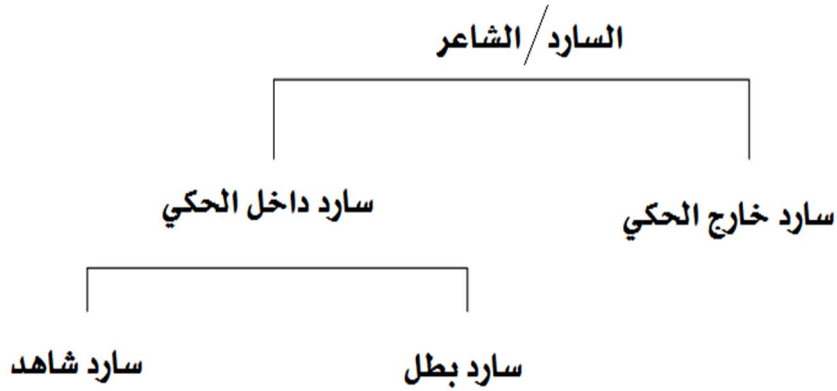 السارد/الشاعر
سارد خارج الحكي
سارد داخل الحكي
سارد بطل
سارد شاهد